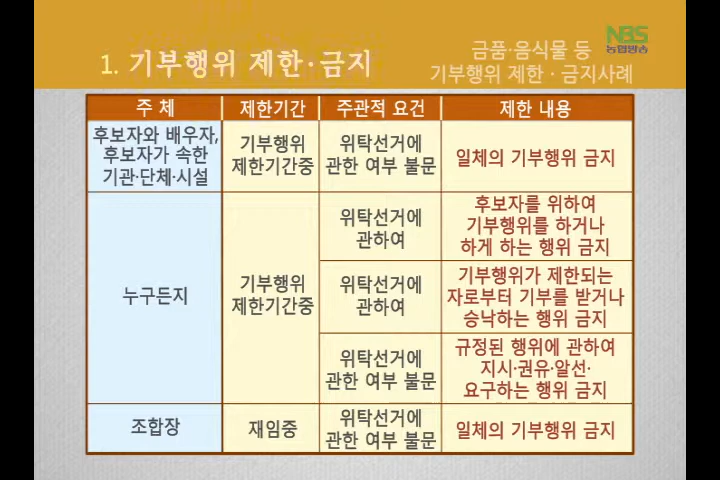 1. 기부행위 제한·금지
금품·음식물 등
기부행위 제한·금지사례
NBS
농협방송
주 체
제한기간
주관적 요건
제한 내용
후보자와 배우자,
후보자가 속한
기관·단체·시설
기부행위
제한기간중
위탁선거에
관한 여부 불문
일체의 기부행위 금지
누구든지
기부행위
제한기간중
위탁선거에
관하여
후보자를 위하여
기부행위를 하거나
하게 하는 행위 금지
위탁선거에
관하여
기부행위가 제한되는
자로부터 기부를 받거나
승낙하는 행위 금지
위탁선거에
관한 여부 불문
규정된 행위에 관하여
지시·권유·알선·
요구하는 행위 금지
조합장
재임중
위탁선거에
관한 여부 불문
일체의 기부행위 금지